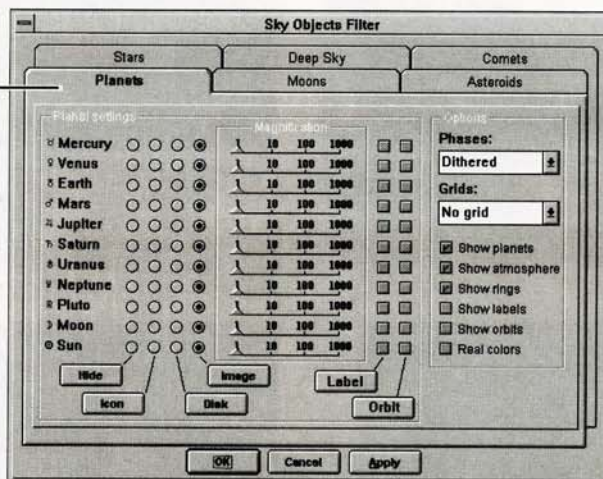 Sky Objects Filter
Stars Deep Sky Comets
Planets Moons Asteroids
Planet settings Magnification Options
Mercury 10 100 1000
Venus 10 100 1000
Earth 10 100 1000
Mars 10 100 1000
Jupiter 10 100 1000
Saturn 10 100 1000
Uranus 10 100 1000
Neptune 10 100 1000
Pluto 10 100 1000
Moon 10 100 1000
Sun 10 100 1000
Hide Image Label
Icon Disk Orbit
Phases:
Dithered
Grids:
No grid
Show planets
Show atmosphere
Show rings
Show labels
Show orbits
Real colors
OK Cancel Apply